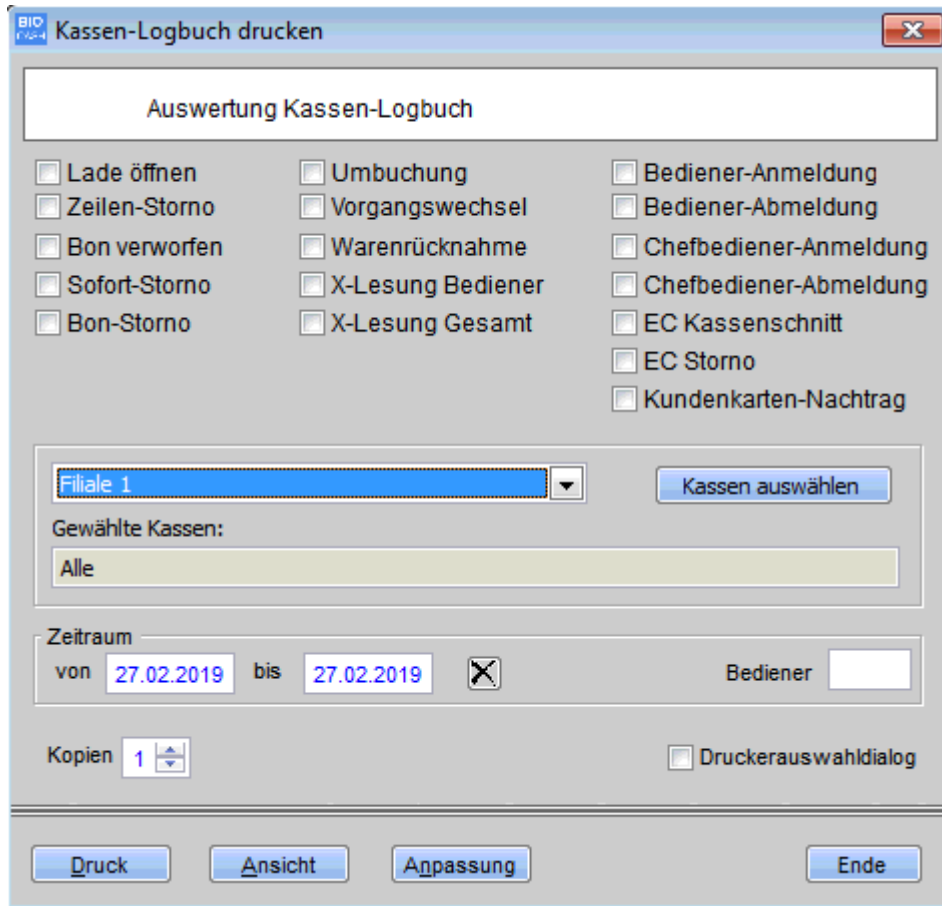 BIO
Kassen-Logbuch drucken
Auswertung Kassen-Logbuch
Lade öffnen Umbuchung Bediener-Anmeldung
Zeilen-Storno Vorgangswechsel Bediener-Abmeldung
Bon verworfen Warenrücknahme Chefbediener-Anmeldung
Sofort-Storno X-Lesung Bediener Chefbediener-Abmeldung
Bon-Storno X-Lesung Gesamt EC Kassenschnitt
EC Storno
Kundenkarten-Nachtrag
Filiale 1 Kassen auswählen
Gewählte Kassen:
Alle
Zeitraum
von 27.02.2019 bis 27.02.2019 Bediener
Kopien 1 Druckerauswahldialog
Druck Ansicht Anpassung Ende